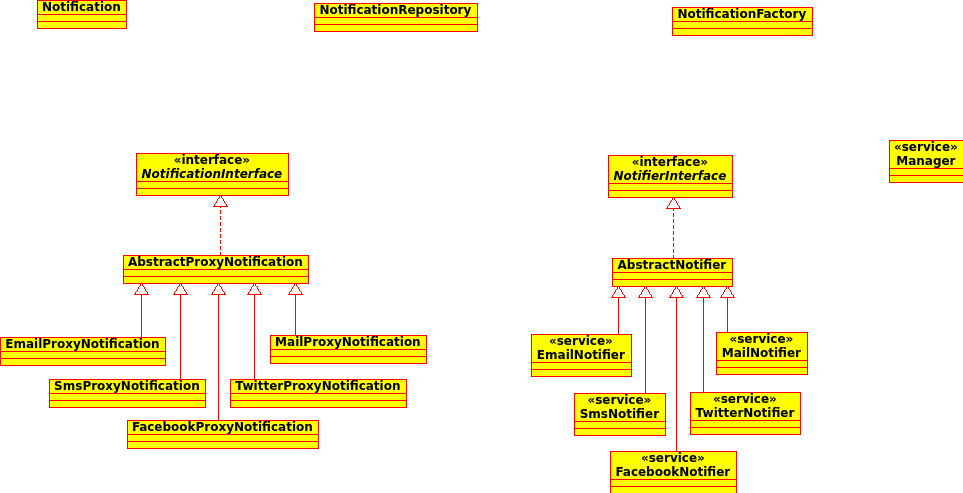 Notification
NotificationRepository
NotificationFactory
«interface»
NotificationInterface
«interface»
NotifierInterface
«service»
Manager
AbstractProxyNotification
AbstractNotifier
EmailProxyNotification
MailProxyNotification
«service»
EmailNotifier
«service»
MailNotifier
SmsProxyNotification
TwitterProxyNotification
«service»
SmsNotifier
«service»
TwitterNotifier
FacebookProxyNotification
«service»
FacebookNotifier